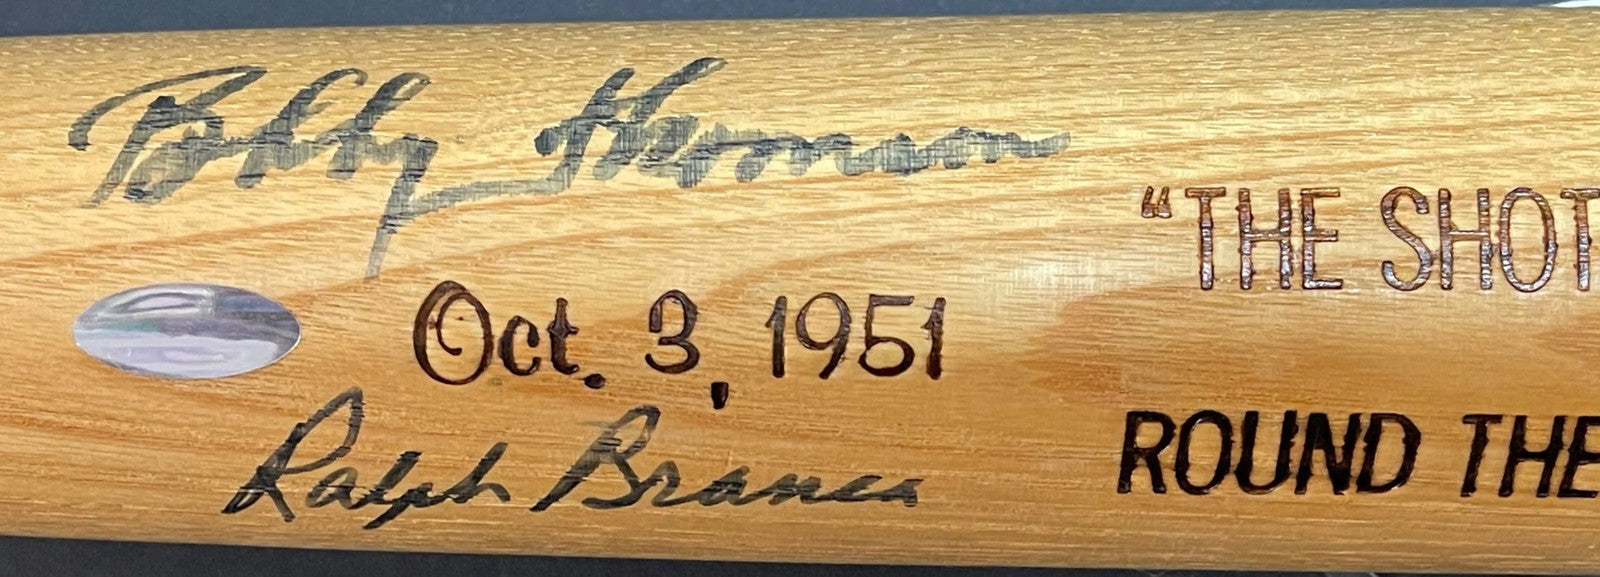 Bobby Thomson
Oct. 3, 1951
Ralph Branca
"THE SHOT
ROUND THE